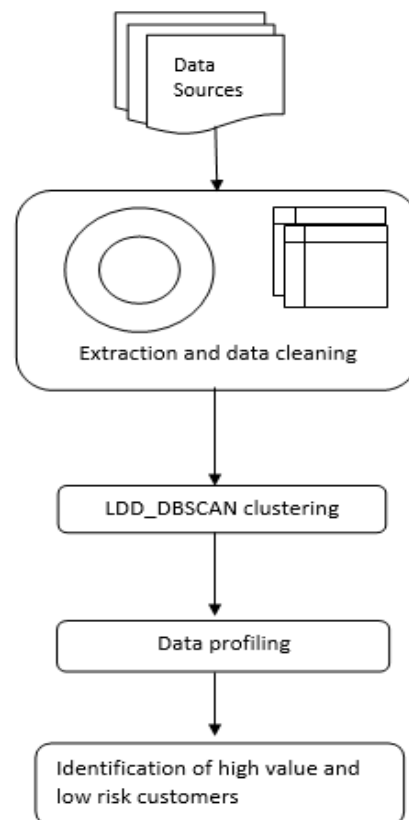 Data
Sources
Extraction and data cleaning
LDD_DBSCAN clustering
Data profiling
Identification of high value and
low risk customers